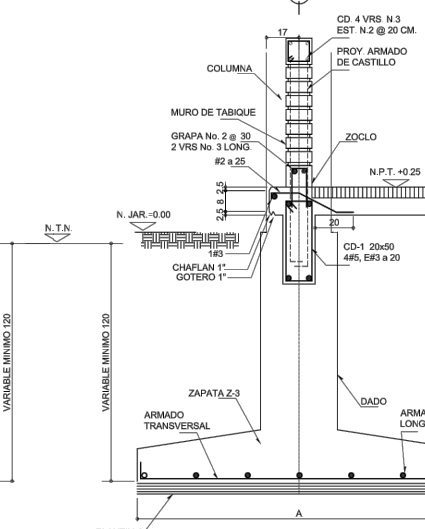 CD. 4 VRS N.3
EST. N.2 @ 20 CM.
17
PROY. ARMADO
DE CASTILLO
COLUMNA
MURO DE TABIQUE
GRAPA No. 2 @ 30
2 VRS No. 3 LONG.
ZOCLO
#2 a 25
N.P.T. +0.25
2,5
8
2,5
N. JAR.=0.00
N.T.N.
20
1#3
CD-1 20x50
4#5, E#3 a 20
CHAFLAN 1"
GOTERO 1"
VARIABLE MINIMO 120
VARIABLE MINIMO 120
ZAPATA Z-3
DADO
ARMADO
TRANSVERSAL
ARMA
LONG
A